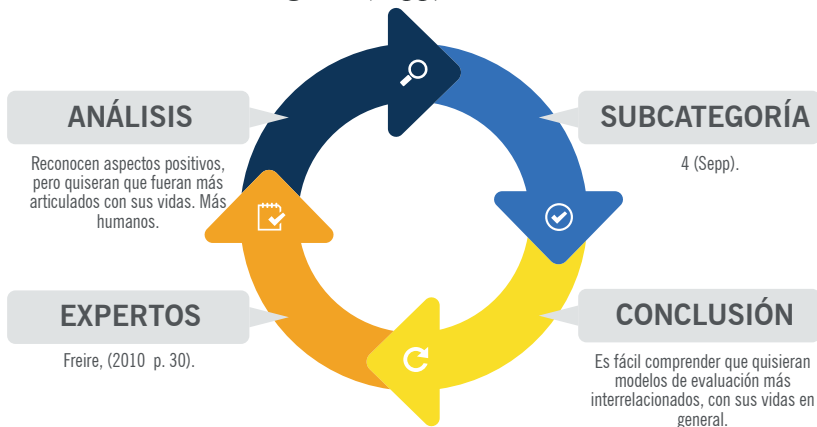 ANÁLISIS
Reconocen aspectos positivos,
pero quiseran que fueran más
articulados con sus vidas. Más
humanos.
SUBCATEGORÍA
4 (Sepp).
EXPERTOS
Freire, (2010 p. 30).
CONCLUSIÓN
Es fácil comprender que quisieran
modelos de evaluación más
interrelacionados, con sus vidas en
general.